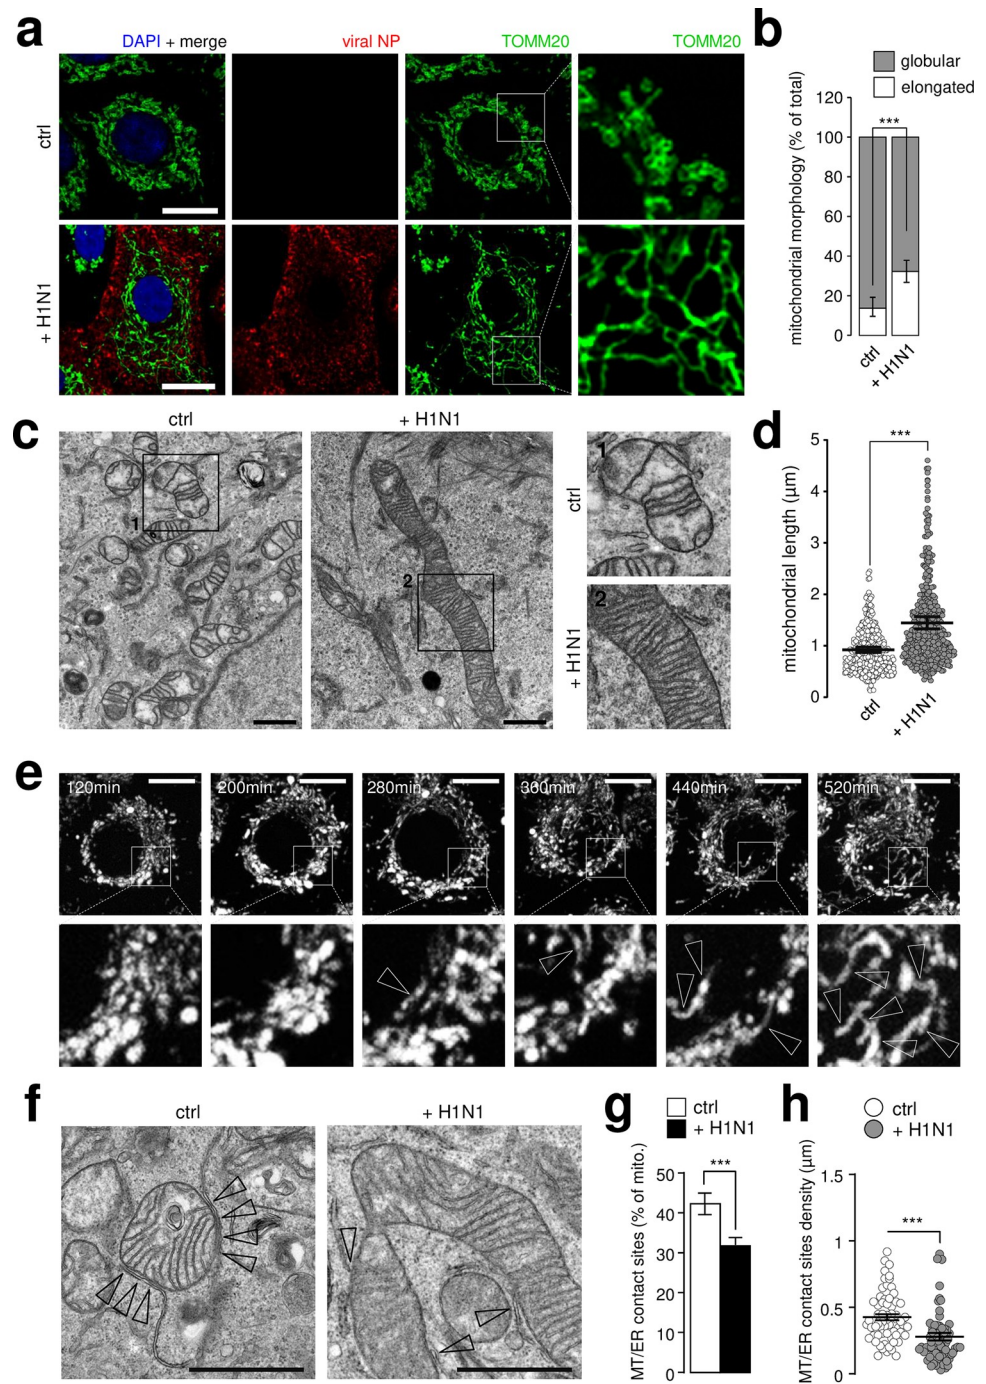 a
DAPI + merge
viral NP
TOMM20
TOMM20
ctrl
+ H1N1
b
globular
elongated
mitochondrial morphology (% of total)
120
100
80
60
40
20
0
***
ctrl
+ H1N1
c
ctrl
+ H1N1
1
2
ctrl
1
+ H1N1
2
d
mitochondrial length (µm)
5
4
3
2
1
0
***
ctrl
+ H1N1
e
120min
200min
280min
360min
440min
520min
f
ctrl
+ H1N1
g
ctrl
+ H1N1
MT/ER contact sites (% of mito.)
50
40
30
20
10
0
***
h
ctrl
+ H1N1
MT/ER contact sites density (µm)
1.5
1
0.5
0
***